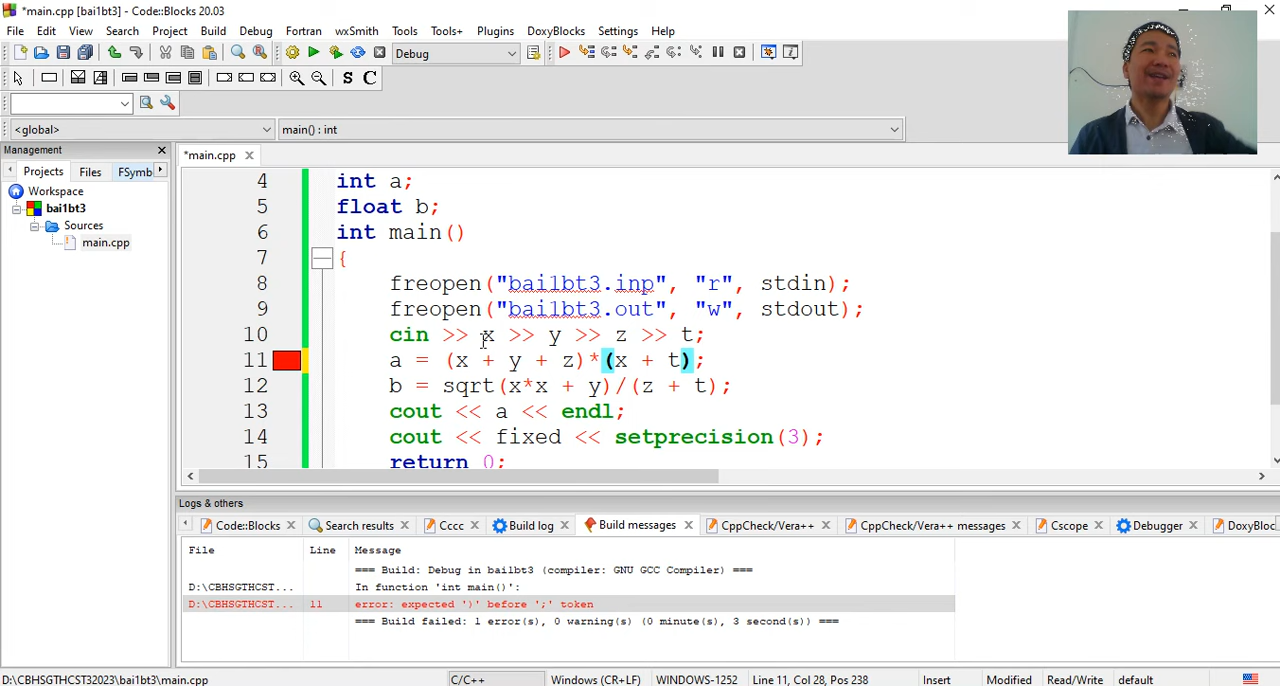 *main.cpp [bai1bt3] - Code::Blocks 20.03
File Edit View Search Project Build Debug Fortran wxSmith Tools Tools+ Plugins DoxyBlocks Settings Help
Debug
S C
<global> main() : int
Management
*main.cpp
Projects Files FSymb
Workspace
bai1bt3
Sources
main.cpp
4 int a;
5 float b;
6 int main()
7 {
8 freopen("bai1bt3.inp", "r", stdin);
9 freopen("bai1bt3.out", "w", stdout);
10 cin >> x >> y >> z >> t;
11 a = (x + y + z)*(x + t);
12 b = sqrt(x*x + y)/(z + t);
13 cout << a << endl;
14 cout << fixed << setprecision(3);
15 return 0;
Logs & others
Code::Blocks Search results Cccc Build log Build messages CppCheck/Vera++ CppCheck/Vera++ messages Cscope Debugger DoxyBloc
File Line Message
=== Build: Debug in bai1bt3 (compiler: GNU GCC Compiler) ===
D:\CBHSGTHCST... In function 'int main()':
D:\CBHSGTHCST... 11 error: expected ')' before ';' token
=== Build failed: 1 error(s), 0 warning(s) (0 minute(s), 3 second(s)) ===
D:\CBHSGTHCST32023\bai1bt3\main.cpp C/C++ Windows (CR+LF) WINDOWS-1252 Line 11, Col 28, Pos 238 Insert Modified Read/Write default